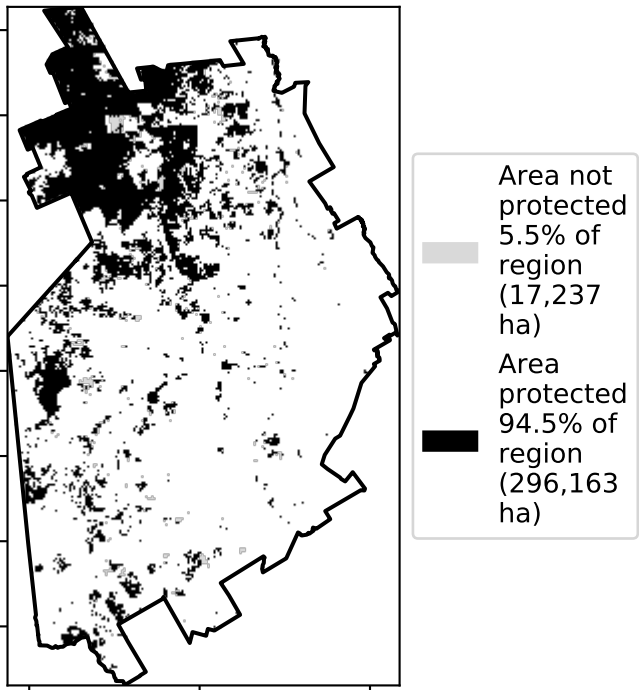 Area not
protected
5.5% of
region
(17,237
ha)
Area
protected
94.5% of
region
(296,163
ha)